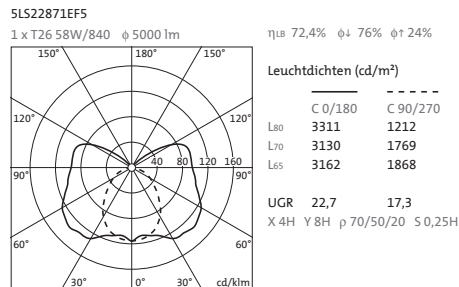 5LS22871EF5
1 x T26 58W/840 ϕ 5000 lm
ηLB 72,4% ϕ↓ 76% ϕ↑ 24%
150° 180° 150°
120° 120°
40 80 120 160
90° 90°
60° 60°
30° 0° 30° cd/klm
Leuchtdichten (cd/m²)
C 0/180 C 90/270
L80 3311 1212
L70 3130 1769
L65 3162 1868
UGR 22,7 17,3
X 4H Y 8H ρ 70/50/20 S 0,25H